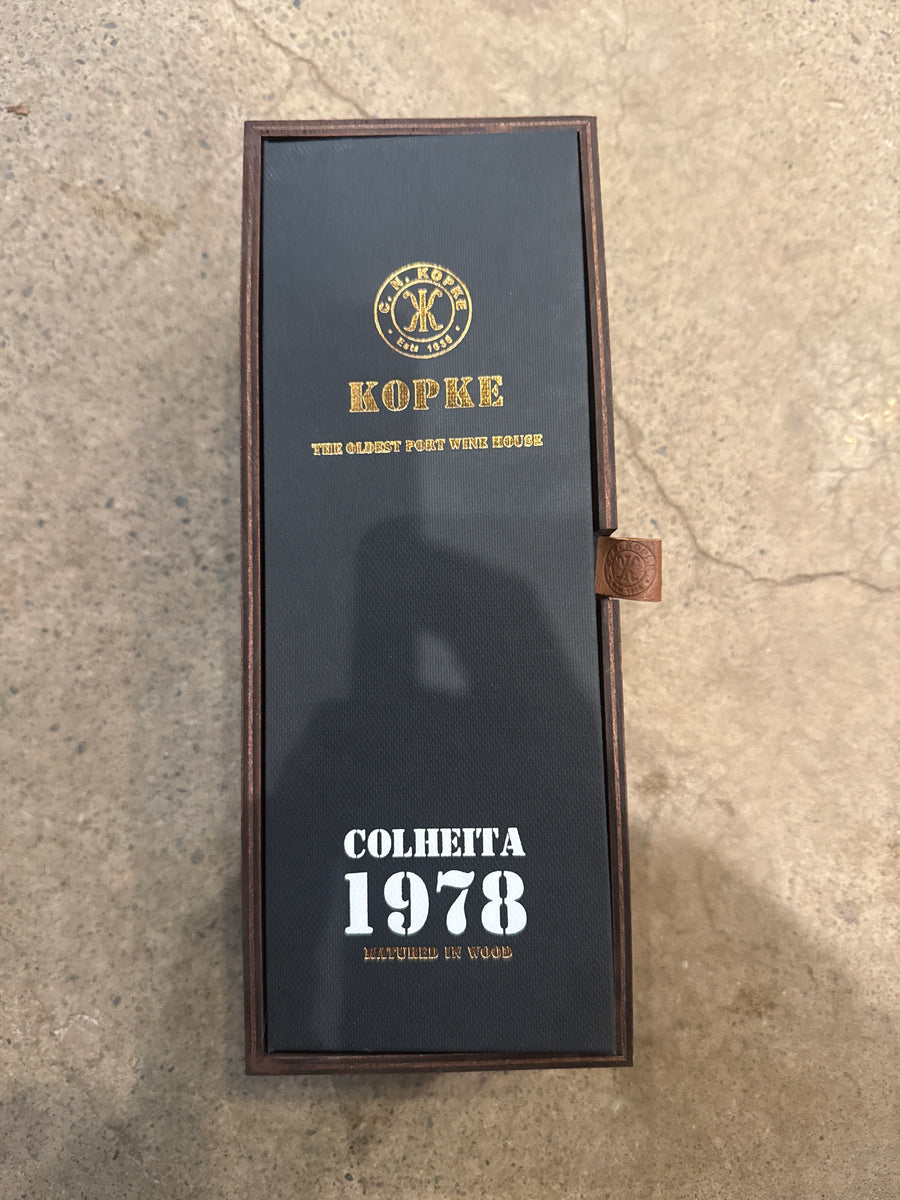 C. N. KOPKE
Estd 1638
KOPKE
THE OLDEST PORT WINE HOUSE
COLHEITA
1978
MATURED IN WOOD